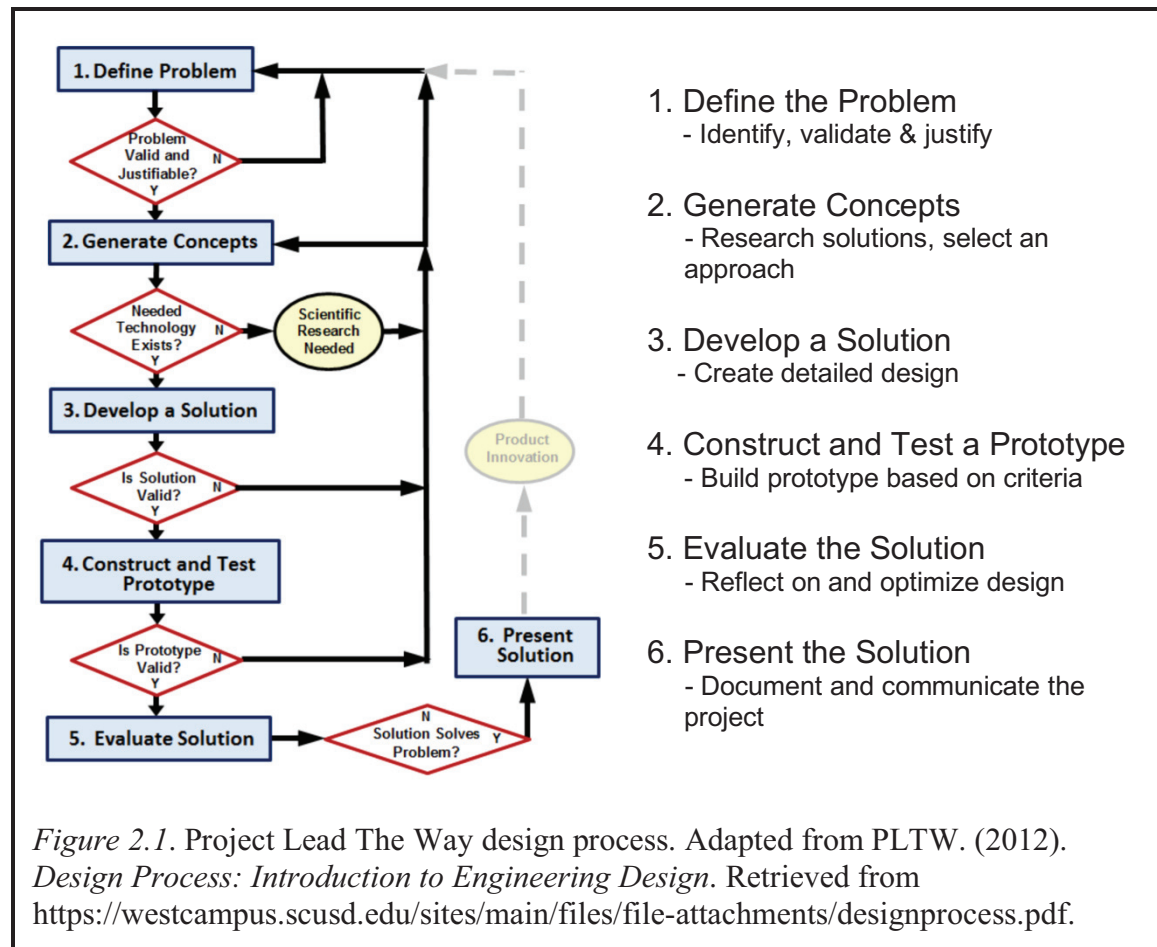 1. Define Problem
Problem
Valid and
Justifiable?
N
Y
2. Generate Concepts
Needed
Technology
Exists?
N
Y
Scientific
Research
Needed
3. Develop a Solution
Is Solution
Valid?
N
Y
4. Construct and Test
Prototype
Is Prototype
Valid?
N
Y
5. Evaluate Solution
N
Solution Solves
Problem?
Y
6. Present
Solution
Product
Innovation
1. Define the Problem
- Identify, validate & justify
2. Generate Concepts
- Research solutions, select an
approach
3. Develop a Solution
- Create detailed design
4. Construct and Test a Prototype
- Build prototype based on criteria
5. Evaluate the Solution
- Reflect on and optimize design
6. Present the Solution
- Document and communicate the
project
Figure 2.1. Project Lead The Way design process. Adapted from PLTW. (2012).
Design Process: Introduction to Engineering Design. Retrieved from
https://westcampus.scusd.edu/sites/main/files/file-attachments/designprocess.pdf.